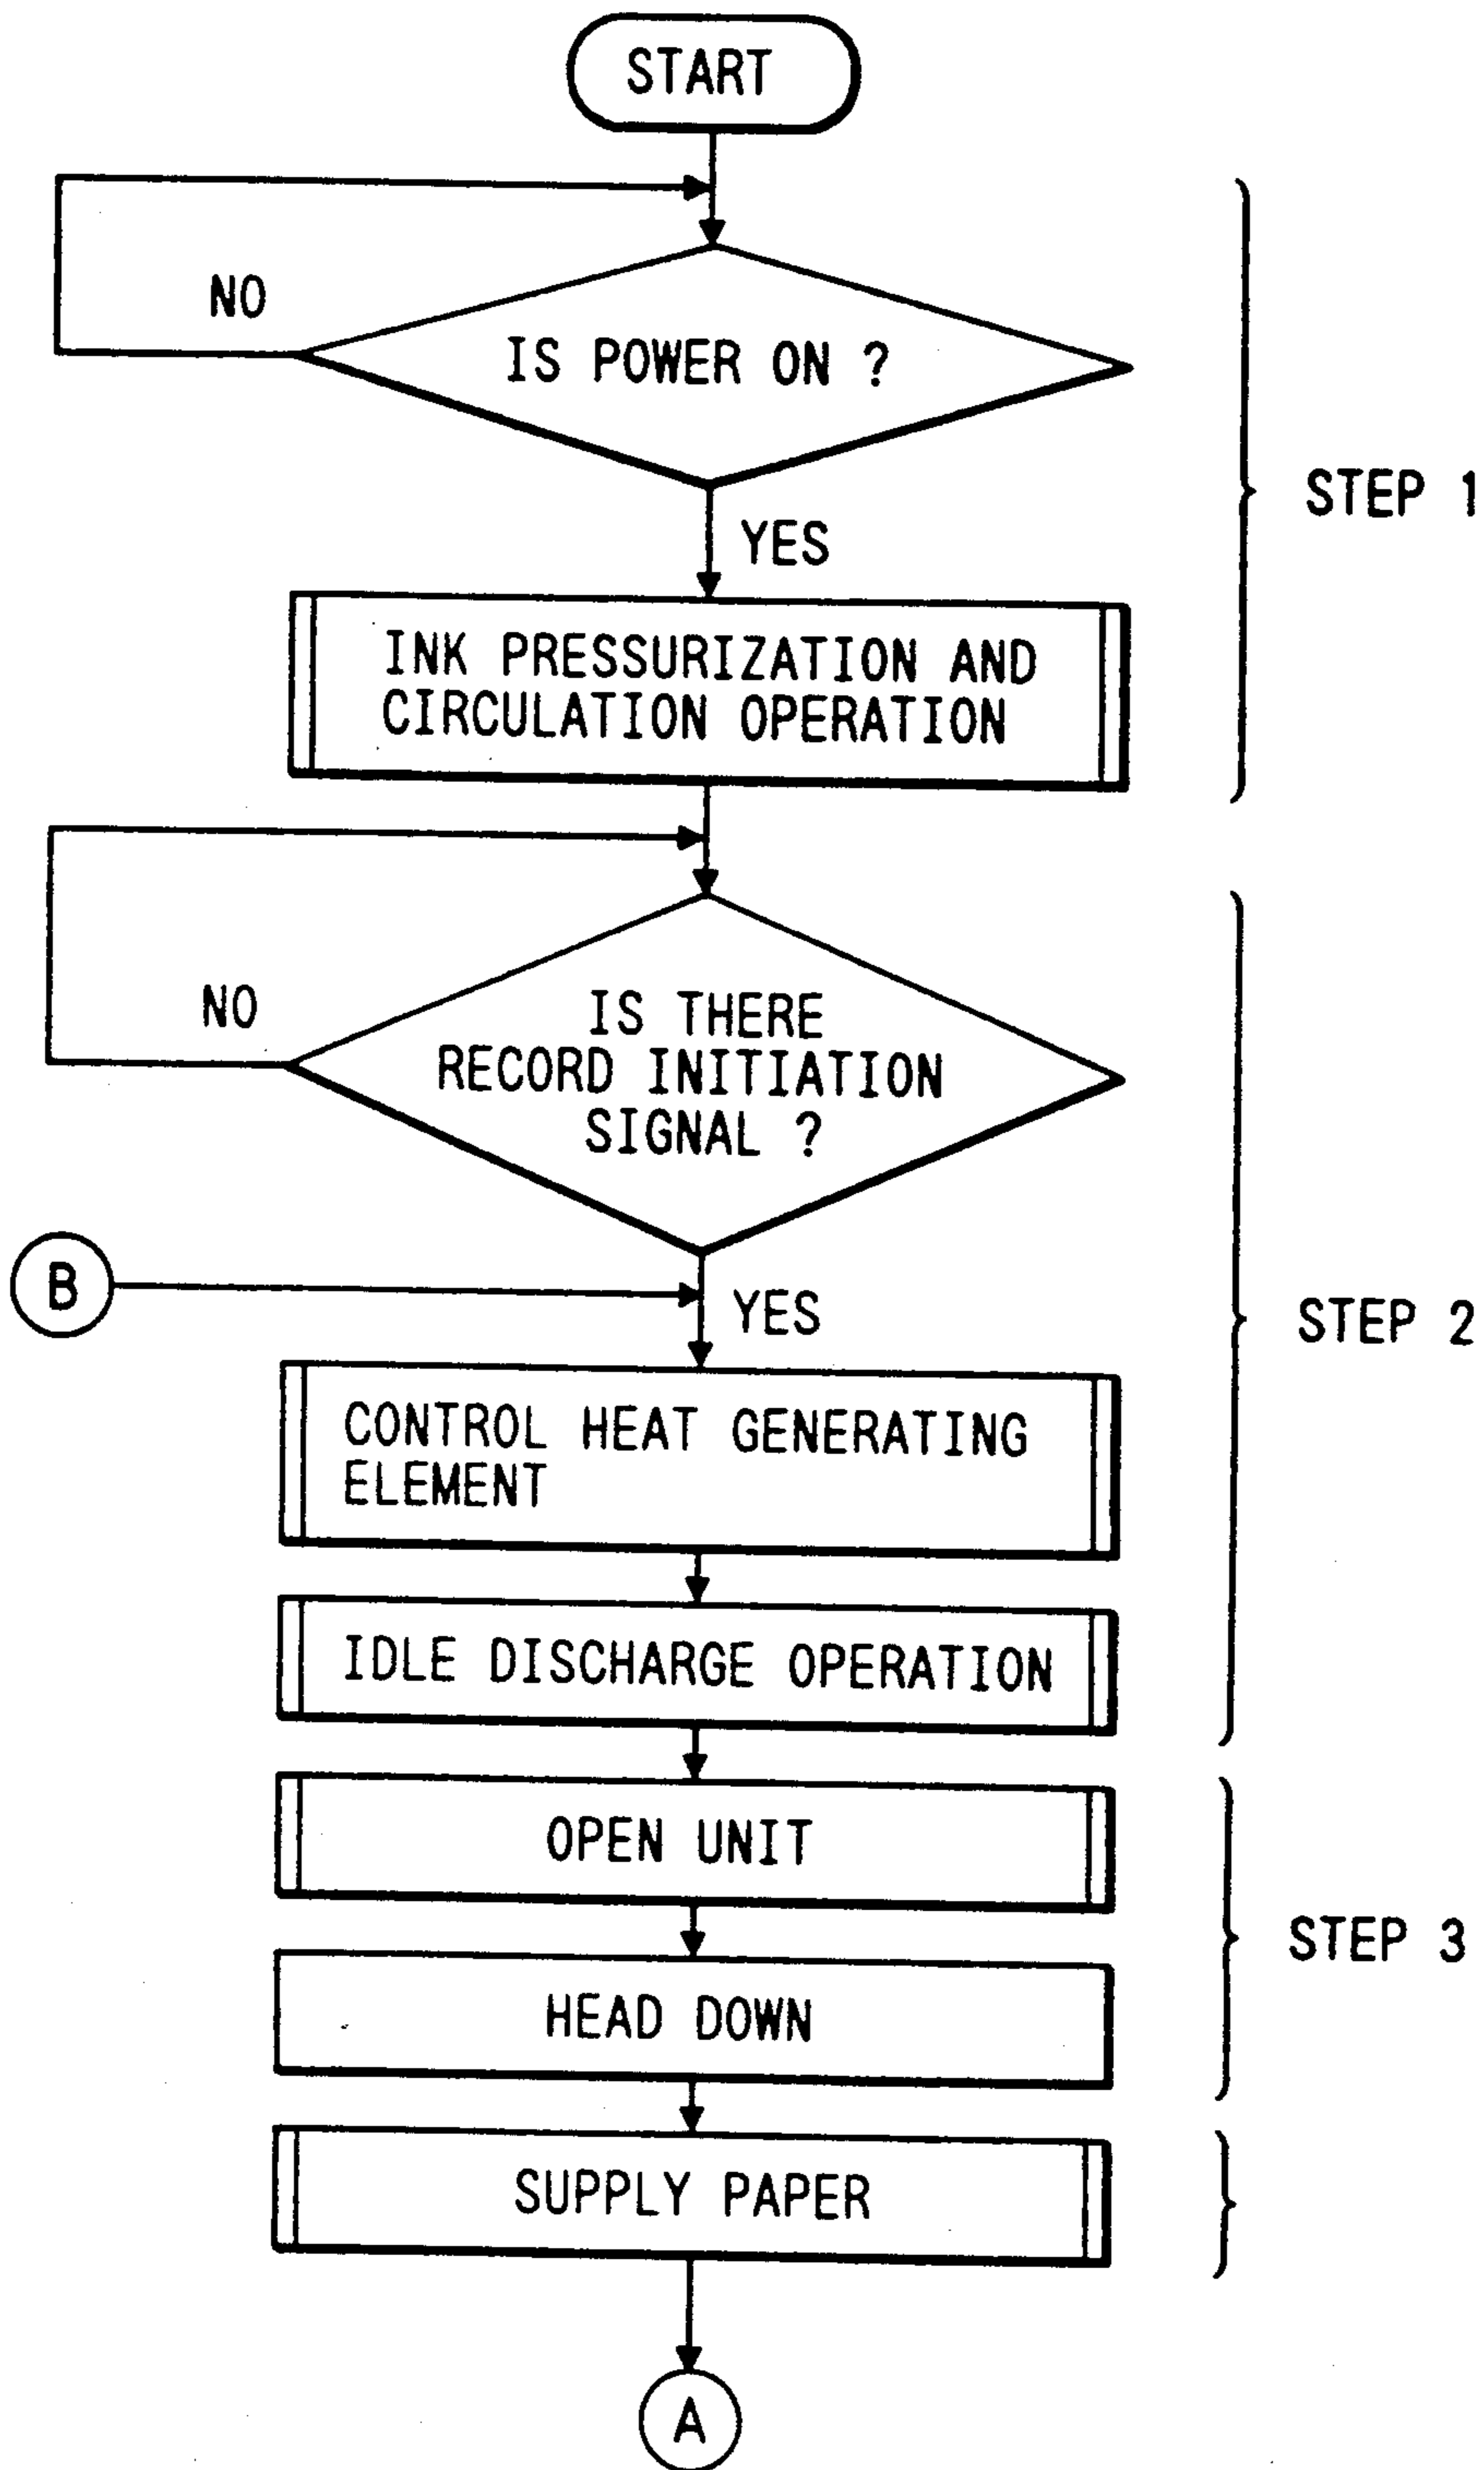 START
NO
IS POWER ON ?
STEP 1
YES
INK PRESSURIZATION AND
CIRCULATION OPERATION
NO
IS THERE
RECORD INITIATION
SIGNAL ?
B
YES
STEP 2
CONTROL HEAT GENERATING
ELEMENT
IDLE DISCHARGE OPERATION
OPEN UNIT
STEP 3
HEAD DOWN
SUPPLY PAPER
A